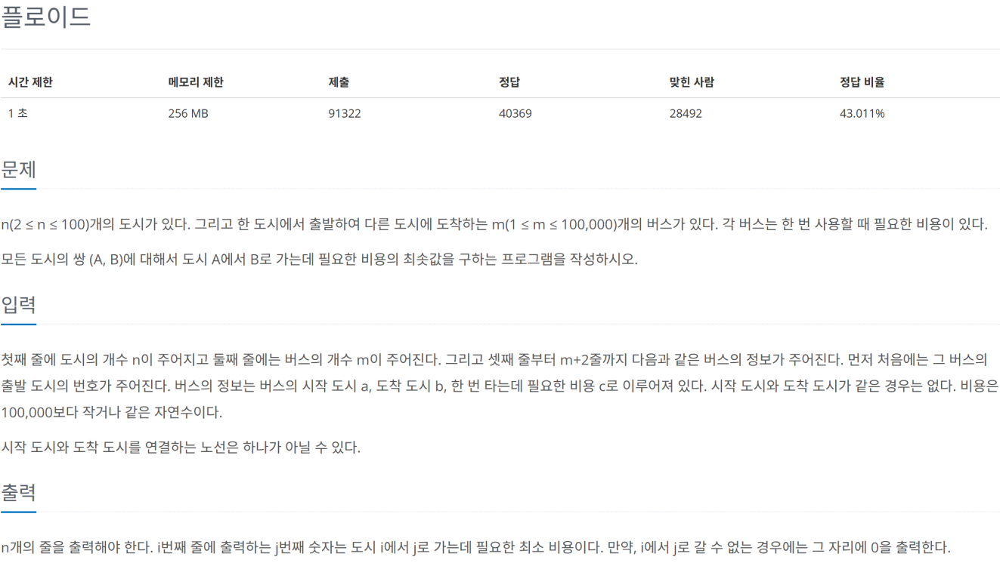 플로이드
시간 제한 메모리 제한 제출 정답 맞힌 사람 정답 비율
1 초 256 MB 91322 40369 28492 43.011%
문제
n(2 ≤ n ≤ 100)개의 도시가 있다. 그리고 한 도시에서 출발하여 다른 도시에 도착하는 m(1 ≤ m ≤ 100,000)개의 버스가 있다. 각 버스는 한 번 사용할 때 필요한 비용이 있다.
모든 도시의 쌍 (A, B)에 대해서 도시 A에서 B로 가는데 필요한 비용의 최솟값을 구하는 프로그램을 작성하시오.
입력
첫째 줄에 도시의 개수 n이 주어지고 둘째 줄에는 버스의 개수 m이 주어진다. 그리고 셋째 줄부터 m+2줄까지 다음과 같은 버스의 정보가 주어진다. 먼저 처음에는 그 버스의
출발 도시의 번호가 주어진다. 버스의 정보는 버스의 시작 도시 a, 도착 도시 b, 한 번 타는데 필요한 비용 c로 이루어져 있다. 시작 도시와 도착 도시가 같은 경우는 없다. 비용은
100,000보다 작거나 같은 자연수이다.
시작 도시와 도착 도시를 연결하는 노선은 하나가 아닐 수 있다.
출력
n개의 줄을 출력해야 한다. i번째 줄에 출력하는 j번째 숫자는 도시 i에서 j로 가는데 필요한 최소 비용이다. 만약, i에서 j로 갈 수 없는 경우에는 그 자리에 0을 출력한다.